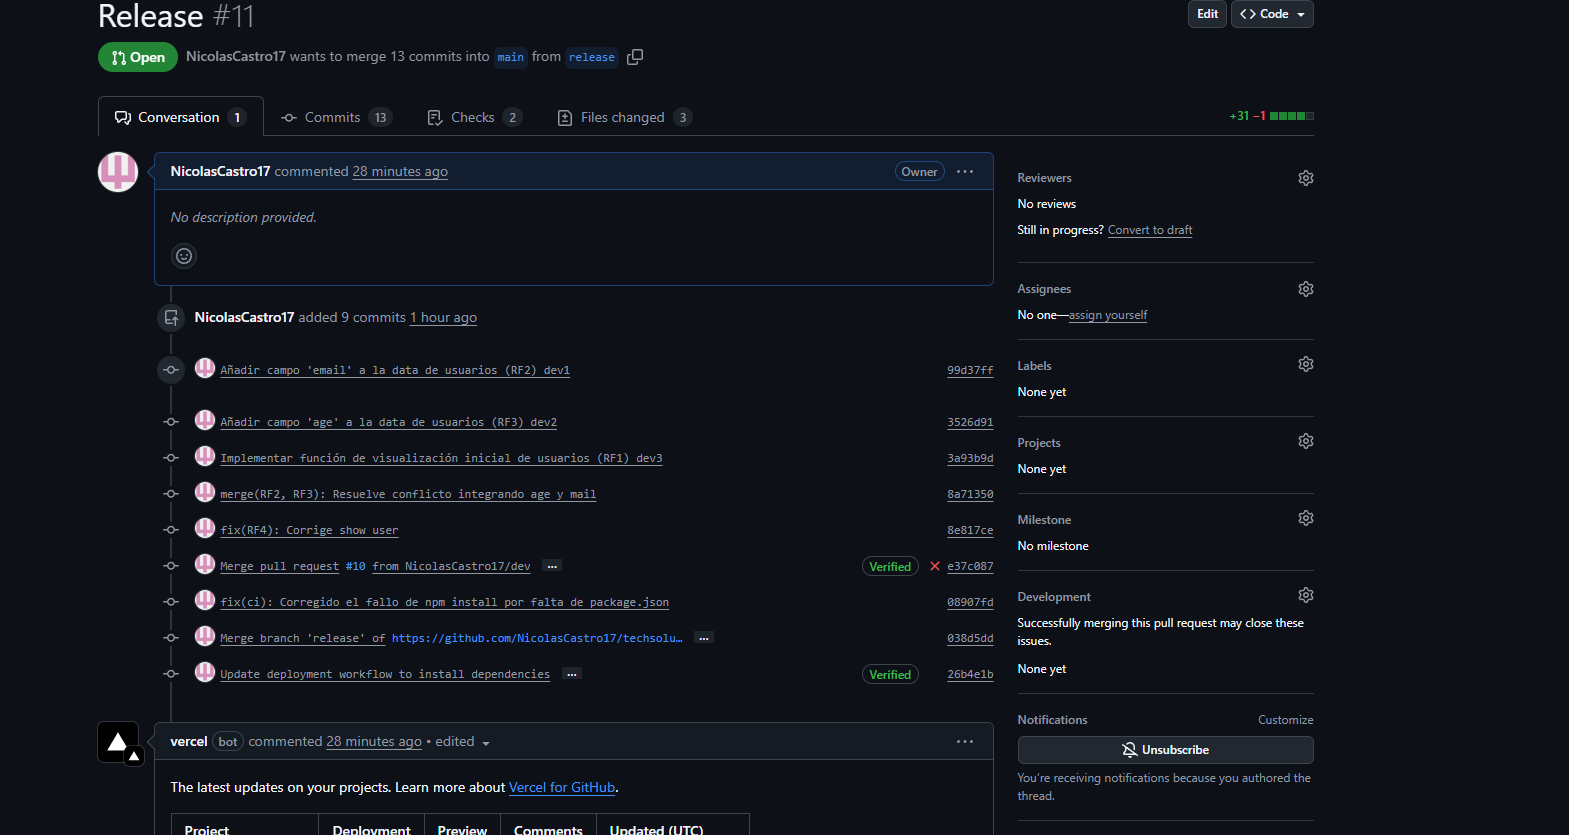 Release #11
Edit
Code
Open
NicolasCastro17 wants to merge 13 commits into main from release
Conversation 1
Commits 13
Checks 2
Files changed 3
+31 −1
NicolasCastro17 commented 28 minutes ago
Owner
No description provided.
NicolasCastro17 added 9 commits 1 hour ago
Añadir campo 'email' a la data de usuarios (RF2) dev1
99d37ff
Añadir campo 'age' a la data de usuarios (RF3) dev2
3526d91
Implementar función de visualización inicial de usuarios (RF1) dev3
3a93b9d
merge(RF2, RF3): Resuelve conflicto integrando age y mail
8a71350
fix(RF4): Corrige show user
8e817ce
Merge pull request #10 from NicolasCastro17/dev …
Verified
e37c087
fix(ci): Corregido el fallo de npm install por falta de package.json
08907fd
Merge branch 'release' of https://github.com/NicolasCastro17/techsolu… …
038d5dd
Update deployment workflow to install dependencies …
Verified
26b4e1b
vercel bot commented 28 minutes ago • edited
The latest updates on your projects. Learn more about Vercel for GitHub.
Project Deployment Preview Comments Updated (UTC)
Reviewers
No reviews
Still in progress? Convert to draft
Assignees
No one—assign yourself
Labels
None yet
Projects
None yet
Milestone
No milestone
Development
Successfully merging this pull request may close these
issues.
None yet
Notifications
Customize
Unsubscribe
You're receiving notifications because you authored the
thread.